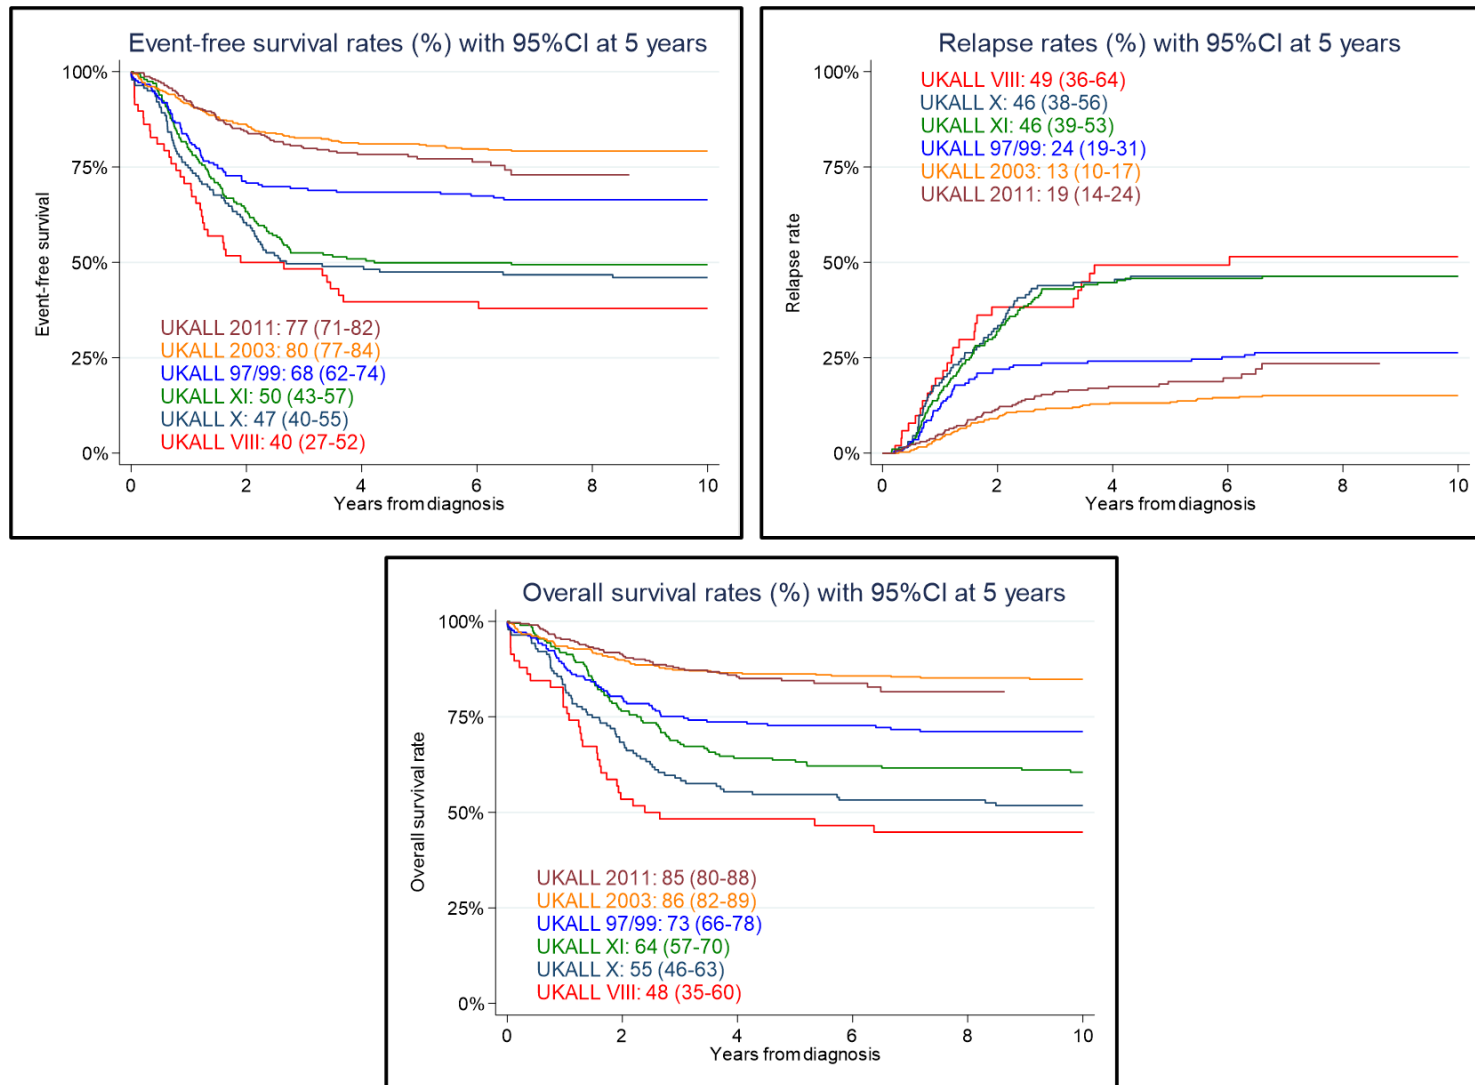 Event-free survival rates (%) with 95%CI at 5 years
100%
75%
50%
25%
0%
Event-free survival
UKALL 2011: 77 (71-82)
UKALL 2003: 80 (77-84)
UKALL 97/99: 68 (62-74)
UKALL XI: 50 (43-57)
UKALL X: 47 (40-55)
UKALL VIII: 40 (27-52)
0 2 4 6 8 10
Years from diagnosis
Relapse rates (%) with 95%CI at 5 years
100%
75%
50%
25%
0%
Relapse rate
UKALL VIII: 49 (36-64)
UKALL X: 46 (38-56)
UKALL XI: 46 (39-53)
UKALL 97/99: 24 (19-31)
UKALL 2003: 13 (10-17)
UKALL 2011: 19 (14-24)
0 2 4 6 8 10
Years from diagnosis
Overall survival rates (%) with 95%CI at 5 years
100%
75%
50%
25%
0%
Overall survival rate
UKALL 2011: 85 (80-88)
UKALL 2003: 86 (82-89)
UKALL 97/99: 73 (66-78)
UKALL XI: 64 (57-70)
UKALL X: 55 (46-63)
UKALL VIII: 48 (35-60)
0 2 4 6 8 10
Years from diagnosis